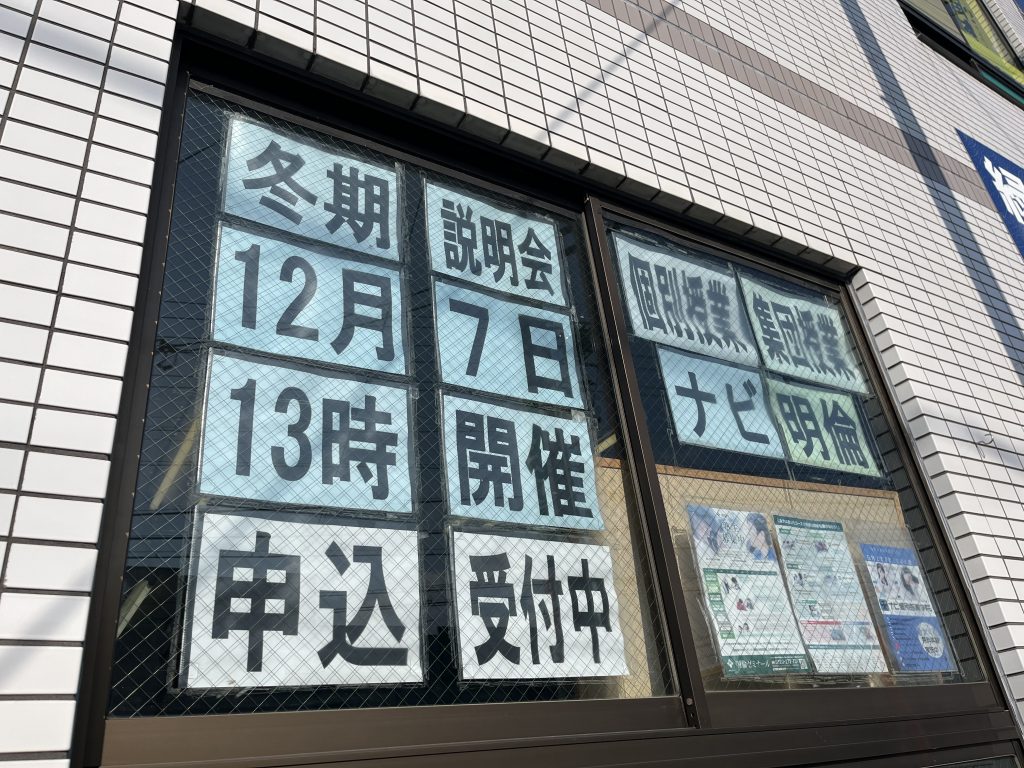 冬期 説明会
12月 7日
13時 開催
申込 受付中
個別授業 集団授業
ナビ 明倫